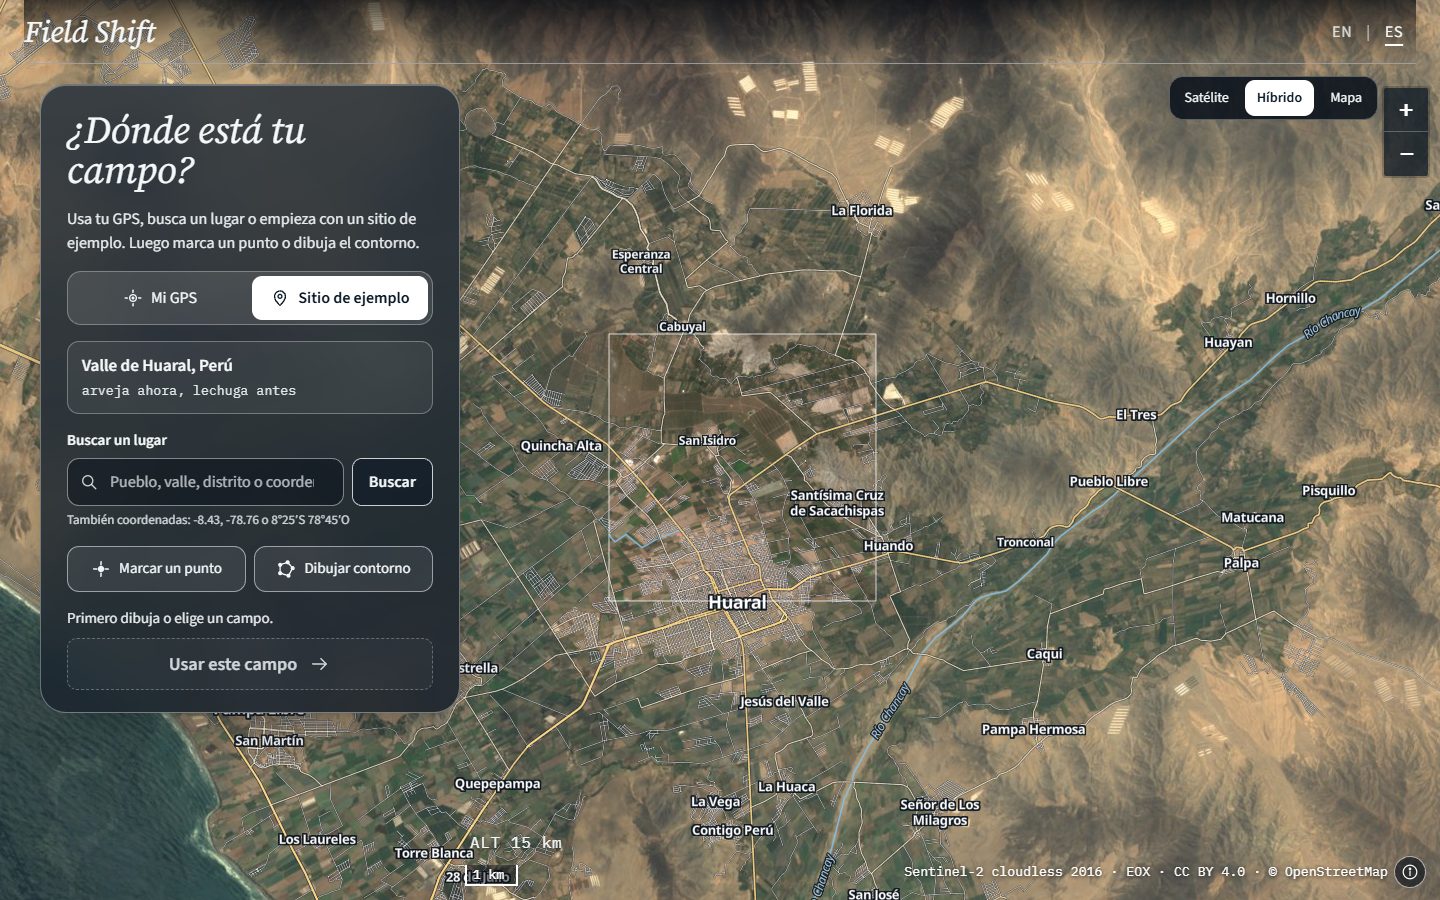 Field Shift
EN | ES
¿Dónde está tu
campo?
Usa tu GPS, busca un lugar o empieza con un sitio de
ejemplo. Luego marca un punto o dibuja el contorno.
Mi GPS
Sitio de ejemplo
Valle de Huaral, Perú
arveja ahora, lechuga antes
Buscar un lugar
Pueblo, valle, distrito o coorde
Buscar
También coordenadas: -8.43, -78.76 o 8°25'S 78°45'O
Marcar un punto
Dibujar contorno
Primero dibuja o elige un campo.
Usar este campo
Satélite
Híbrido
Mapa
+
−
La Florida
Sa
Esperanza
Central
Hornillo
Río Chancay
Cabuyal
Huayan
El Tres
Quincha Alta
San Isidro
Pueblo Libre
Pisquillo
Santísima Cruz
de Sacachispas
Matucana
Huando
Tronconal
Palpa
Huaral
Caqui
strella
Jesús del Valle
Río Chancay
San Martín
Pampa Hermosa
Quepepampa
La Huaca
La Vega
Señor de Los
Milagros
Contigo Perú
Los Laureles
Torre Blanca
ALT 15 km
28
1 km
Chancay
San José
Sentinel-2 cloudless 2016 · EOX · CC BY 4.0 · © OpenStreetMap